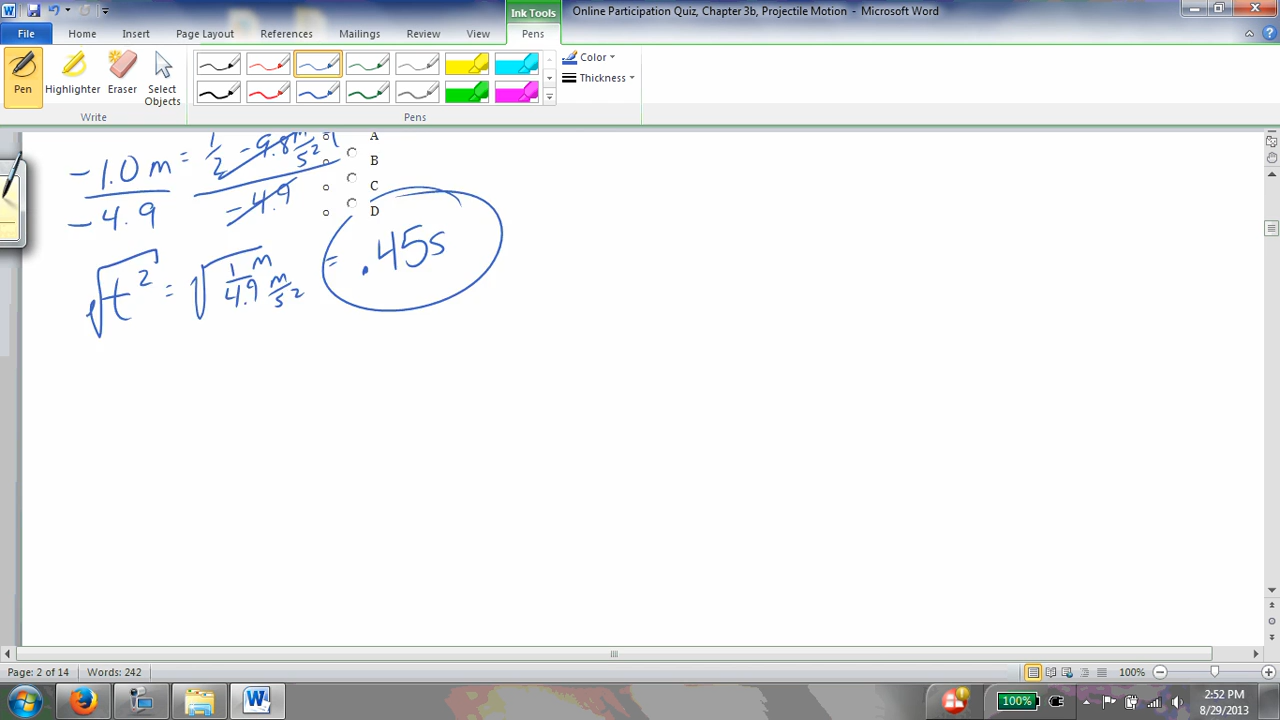 Ink Tools
Online Participation Quiz, Chapter 3b, Projectile Motion - Microsoft Word
File Home Insert Page Layout References Mailings Review View Pens
Pen Highlighter Eraser Select Objects
Color
Thickness
Write
Pens
A
B
C
D
-1.0 m = 1/2 -9.8 m/s²
-4.9 -4.9
√t² = √1 m / 4.9 m/s² = .45s
Page: 2 of 14 Words: 242 100%
100% 2:52 PM
8/29/2013